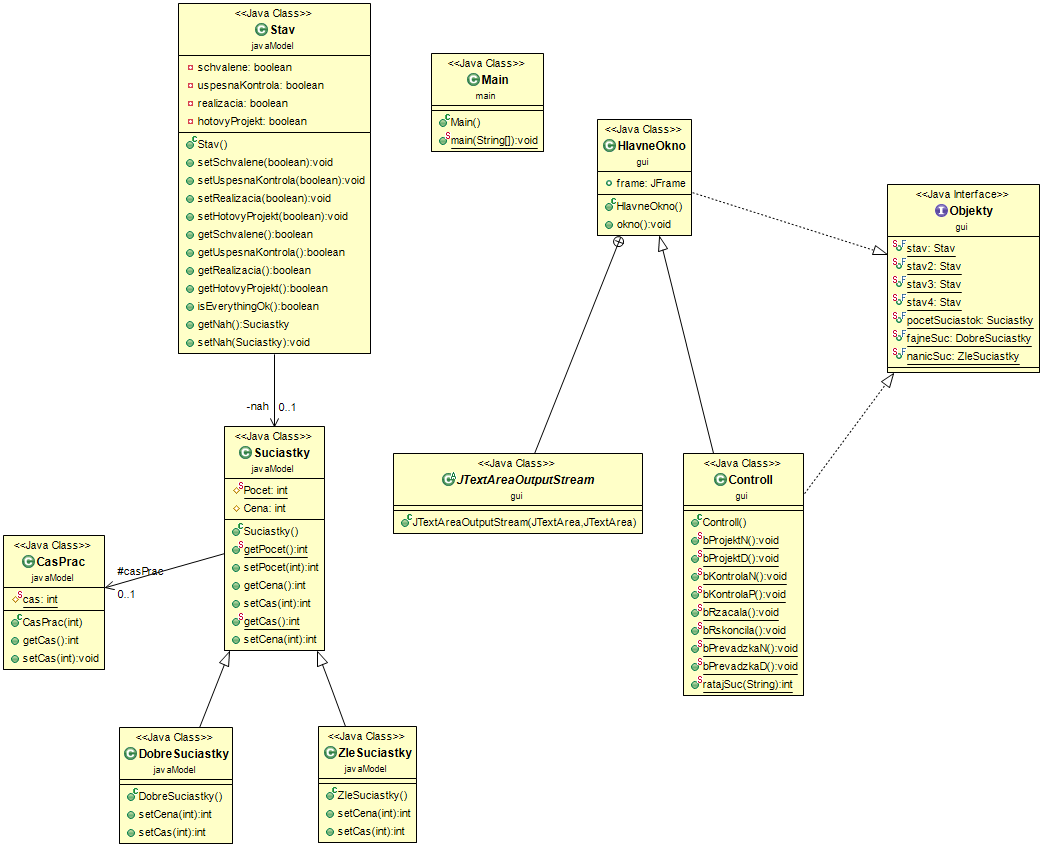 <<Java Class>>
Stav
javaModel
schvalene: boolean
uspesnaKontrola: boolean
realizacia: boolean
hotovyProjekt: boolean
Stav()
setSchvalene(boolean):void
setUspesnaKontrola(boolean):void
setRealizacia(boolean):void
setHotovyProjekt(boolean):void
getSchvalene():boolean
getUspesnaKontrola():boolean
getRealizacia():boolean
getHotovyProjekt():boolean
isEverythingOk():boolean
getNah():Suciastky
setNah(Suciastky):void
<<Java Class>>
Main
main
Main()
main(String[]):void
<<Java Class>>
HlavneOkno
gui
frame: JFrame
HlavneOkno()
okno():void
<<Java Interface>>
Objekty
gui
stav: Stav
stav2: Stav
stav3: Stav
stav4: Stav
pocetSuciastok: Suciastky
fajneSuc: DobreSuciastky
nanicSuc: ZleSuciastky
-nah 0..1
<<Java Class>>
Suciastky
javaModel
Pocet: int
Cena: int
Suciastky()
getPocet():int
setPocet(int):int
getCena():int
setCas(int):int
getCas():int
setCena(int):int
<<Java Class>>
JTextAreaOutputStream
gui
JTextAreaOutputStream(JTextArea,JTextArea)
<<Java Class>>
Controll
gui
Controll()
bProjektN():void
bProjektD():void
bKontrolaN():void
bKontrolaP():void
bRzacala():void
bRskoncila():void
bPrevadzkaN():void
bPrevadzkaD():void
ratajSuc(String):int
<<Java Class>>
CasPrac
javaModel
cas: int
CasPrac(int)
getCas():int
setCas(int):void
#casPrac
0..1
<<Java Class>>
DobreSuciastky
javaModel
DobreSuciastky()
setCena(int):int
setCas(int):int
<<Java Class>>
ZleSuciastky
javaModel
ZleSuciastky()
setCena(int):int
setCas(int):int